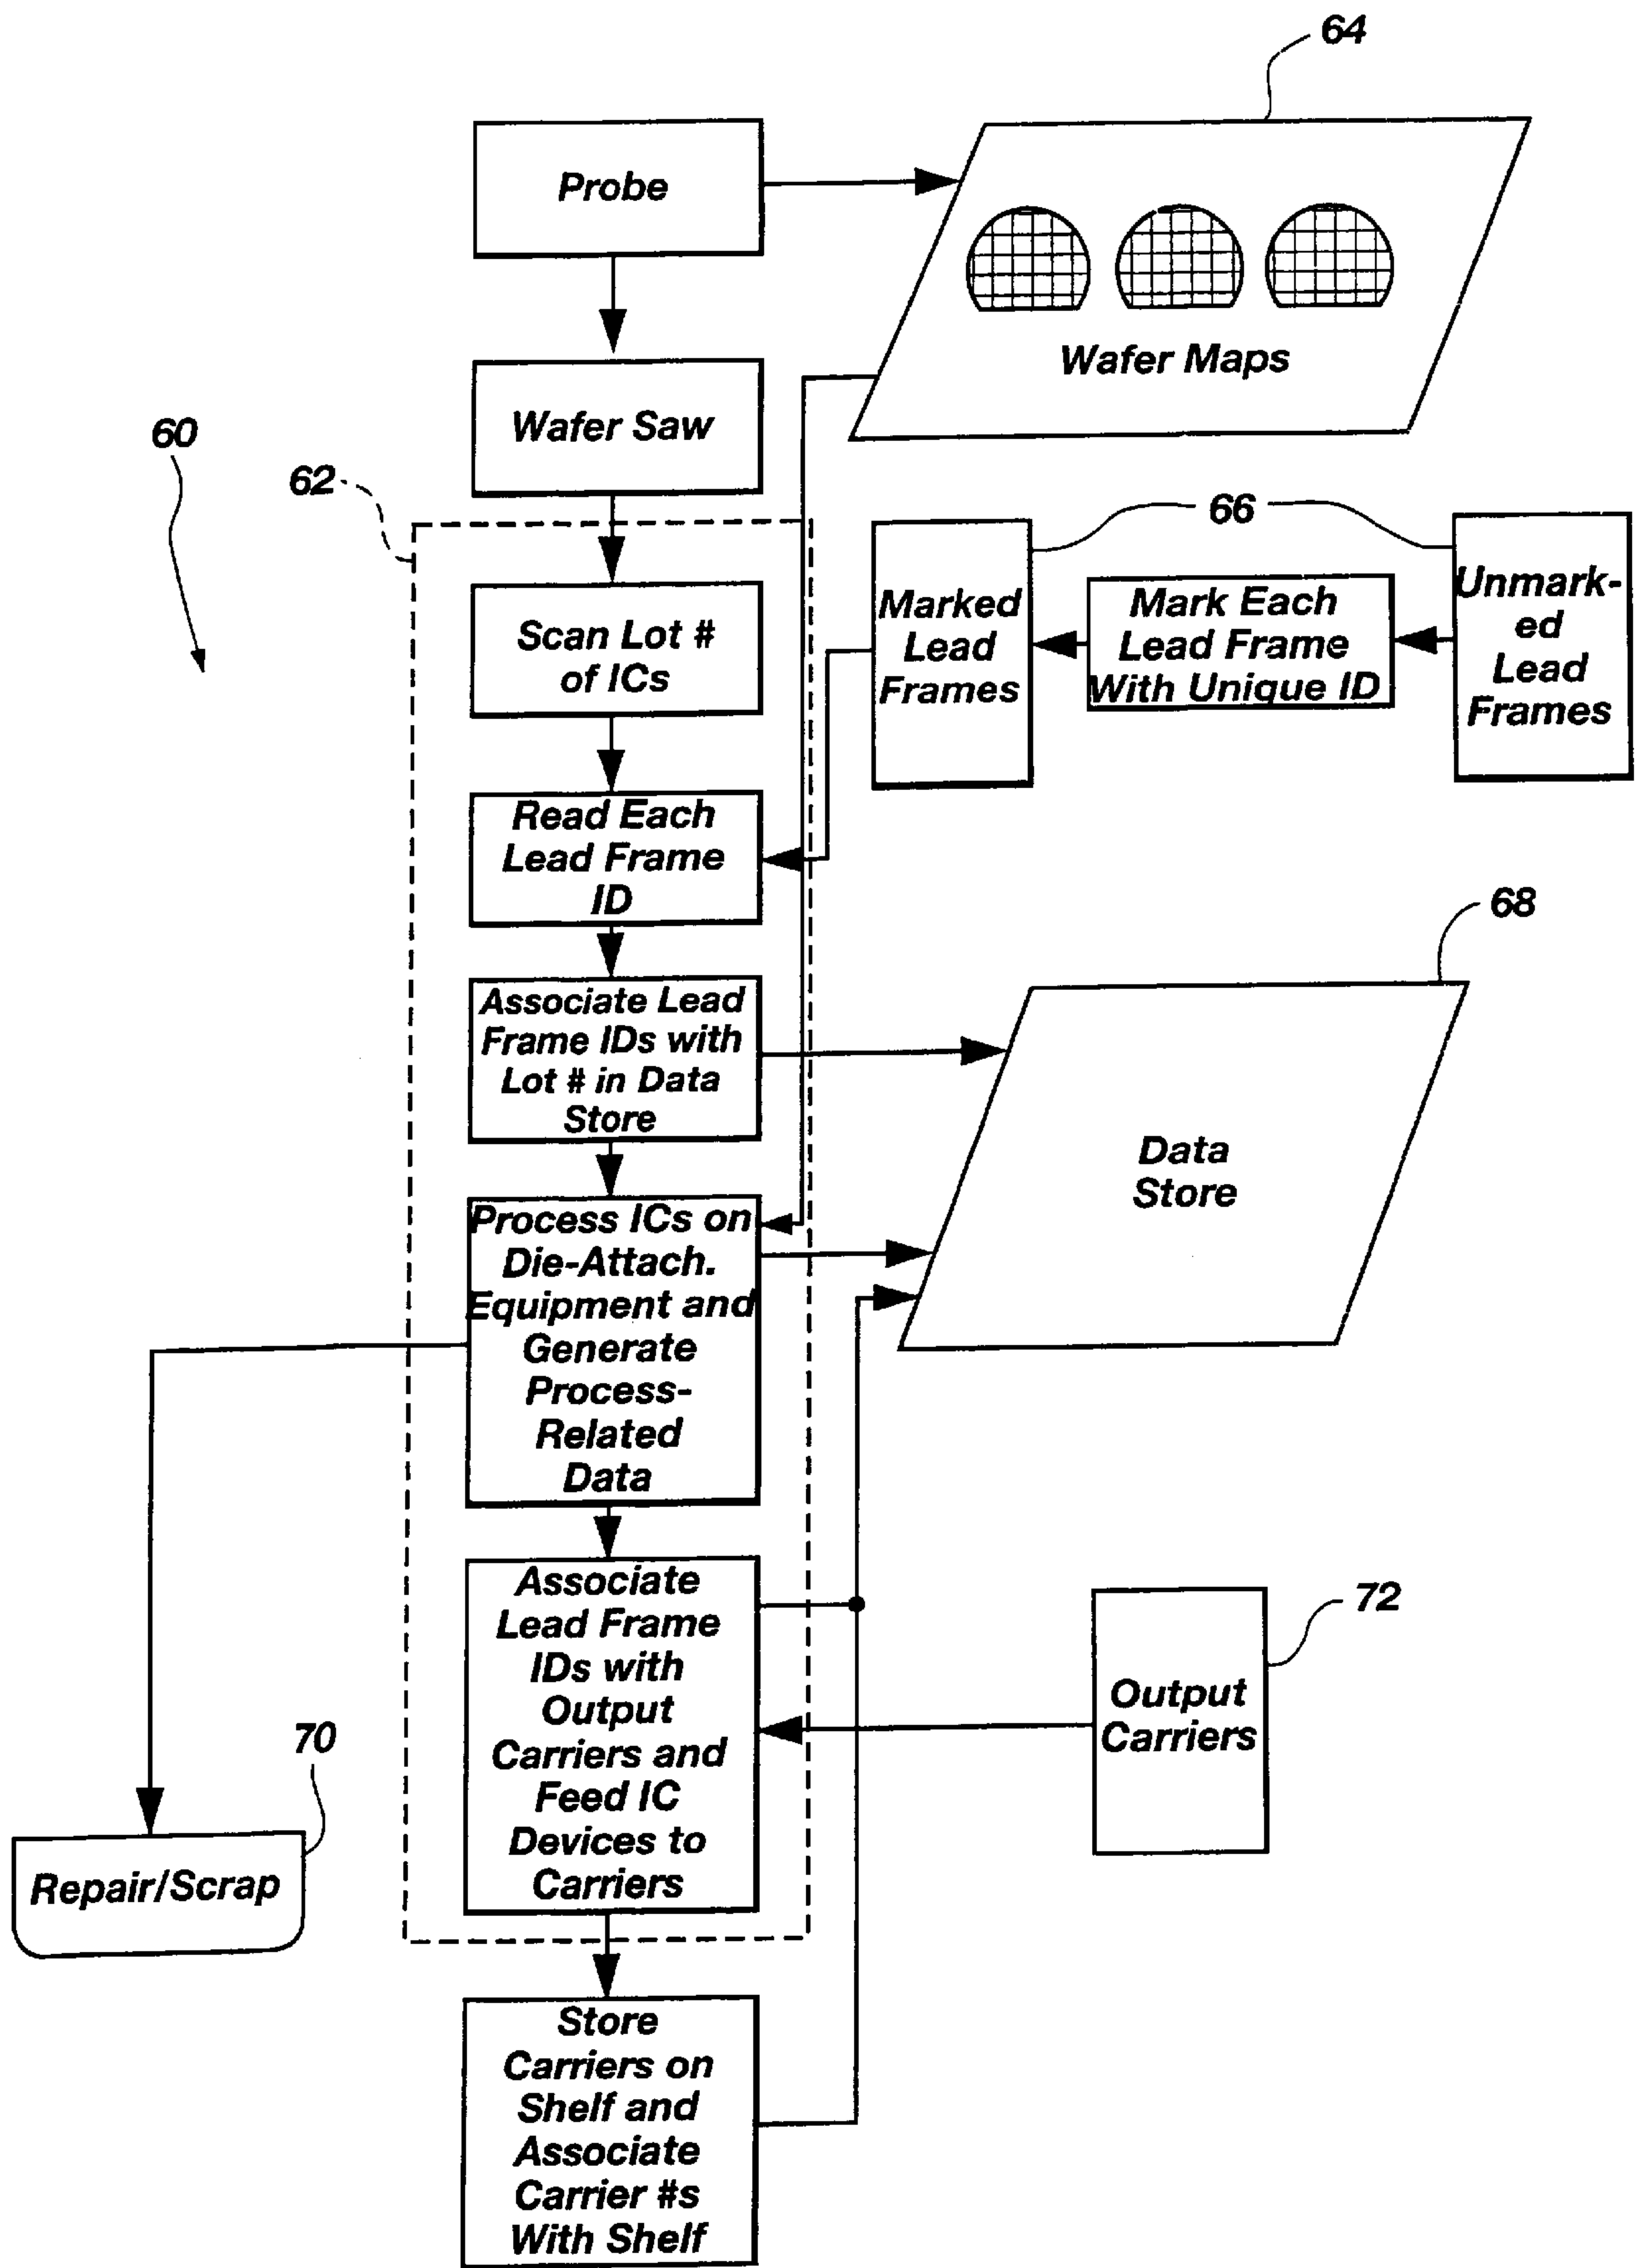 64
Probe
Wafer Maps
Wafer Saw
60
62
66
Scan Lot #
of ICs
Marked
Lead
Frames
Mark Each
Lead Frame
With Unique ID
Unmark-
ed
Lead
Frames
Read Each
Lead Frame
ID
68
Associate Lead
Frame IDs with
Lot # in Data
Store
Data
Store
Process ICs on
Die-Attach.
Equipment and
Generate
Process-
Related
Data
Associate
Lead Frame
IDs with
Output
Carriers and
Feed IC
Devices to
Carriers
72
Output
Carriers
70
Repair/Scrap
Store
Carriers on
Shelf and
Associate
Carrier #s
With Shelf